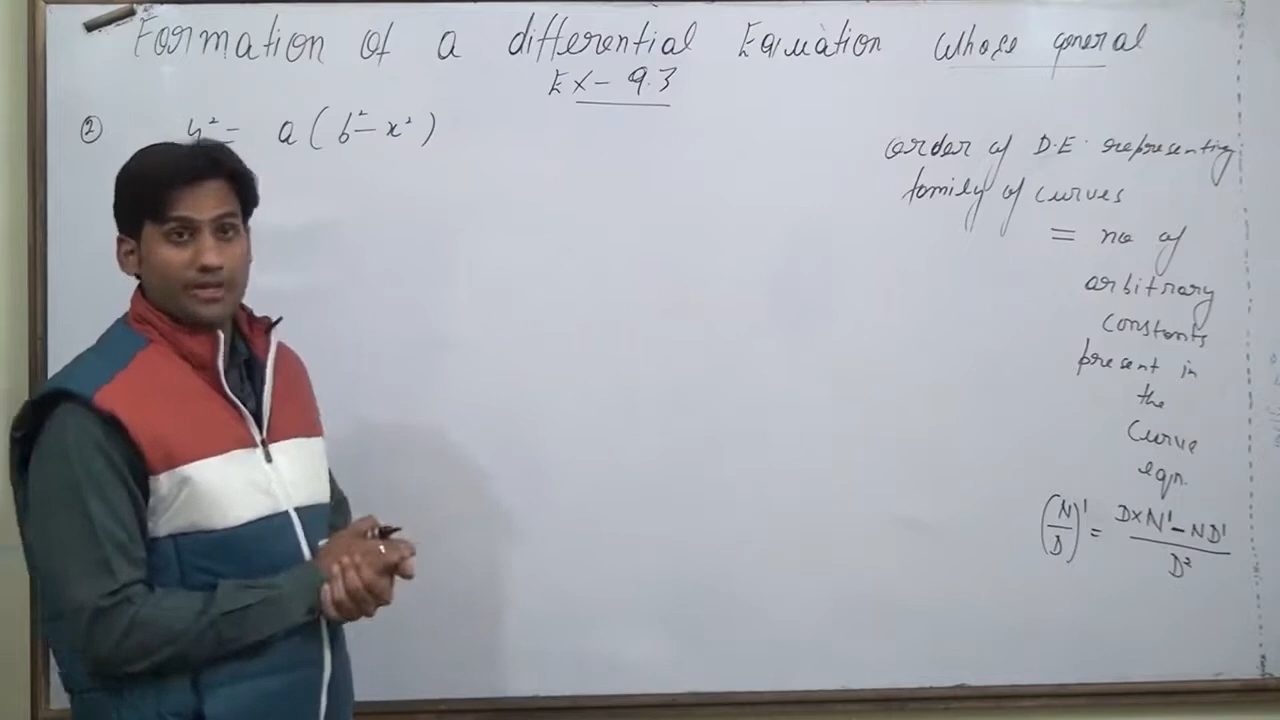 Formation of a differential Equation whose general
Ex - 9.3
② y² = a(b² - x²)
order of D.E. representing
family of curves
= no of
arbitrary
constants
present in
the
Curve
eqn.
(N/D)' = D×N' - ND' / D²